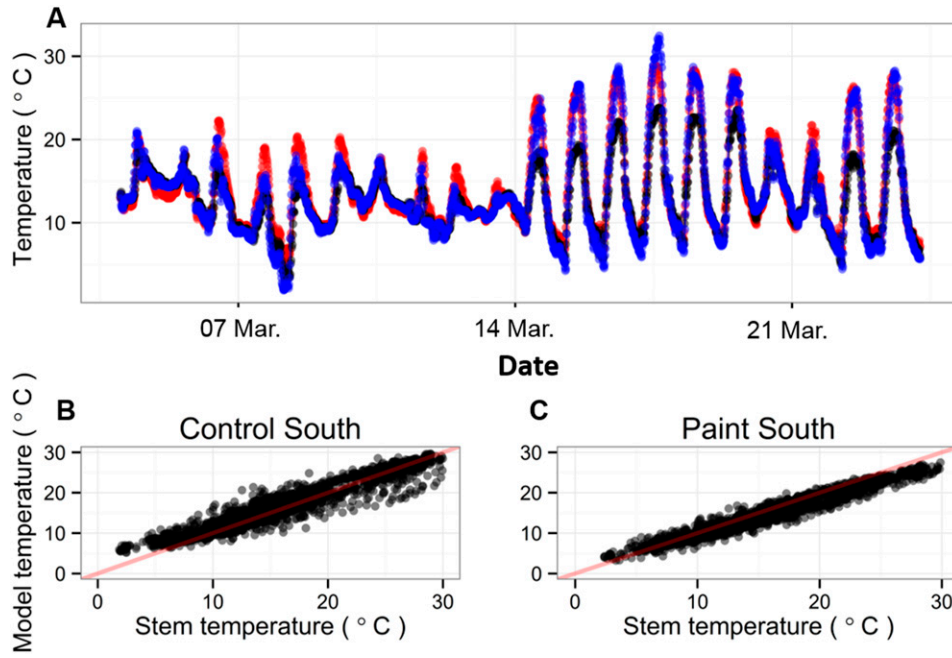 A
Temperature ( ° C )
30
20
10
07 Mar.
14 Mar.
21 Mar.
Date
B
Control South
Model temperature ( ° C )
30
20
10
0
0
10
20
30
Stem temperature ( ° C )
C
Paint South
30
20
10
0
0
10
20
30
Stem temperature ( ° C )